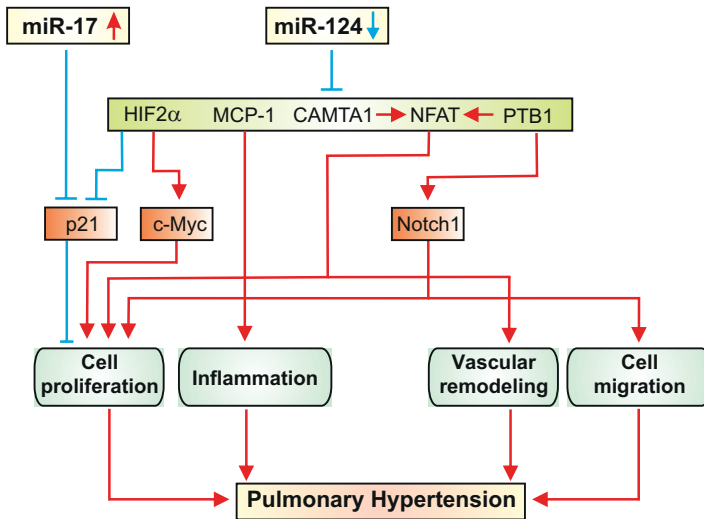 miR-17
miR-124
HIF2α MCP-1 CAMTA1 NFAT PTB1
p21
c-Myc
Notch1
Cell
proliferation
Inflammation
Vascular
remodeling
Cell
migration
Pulmonary Hypertension